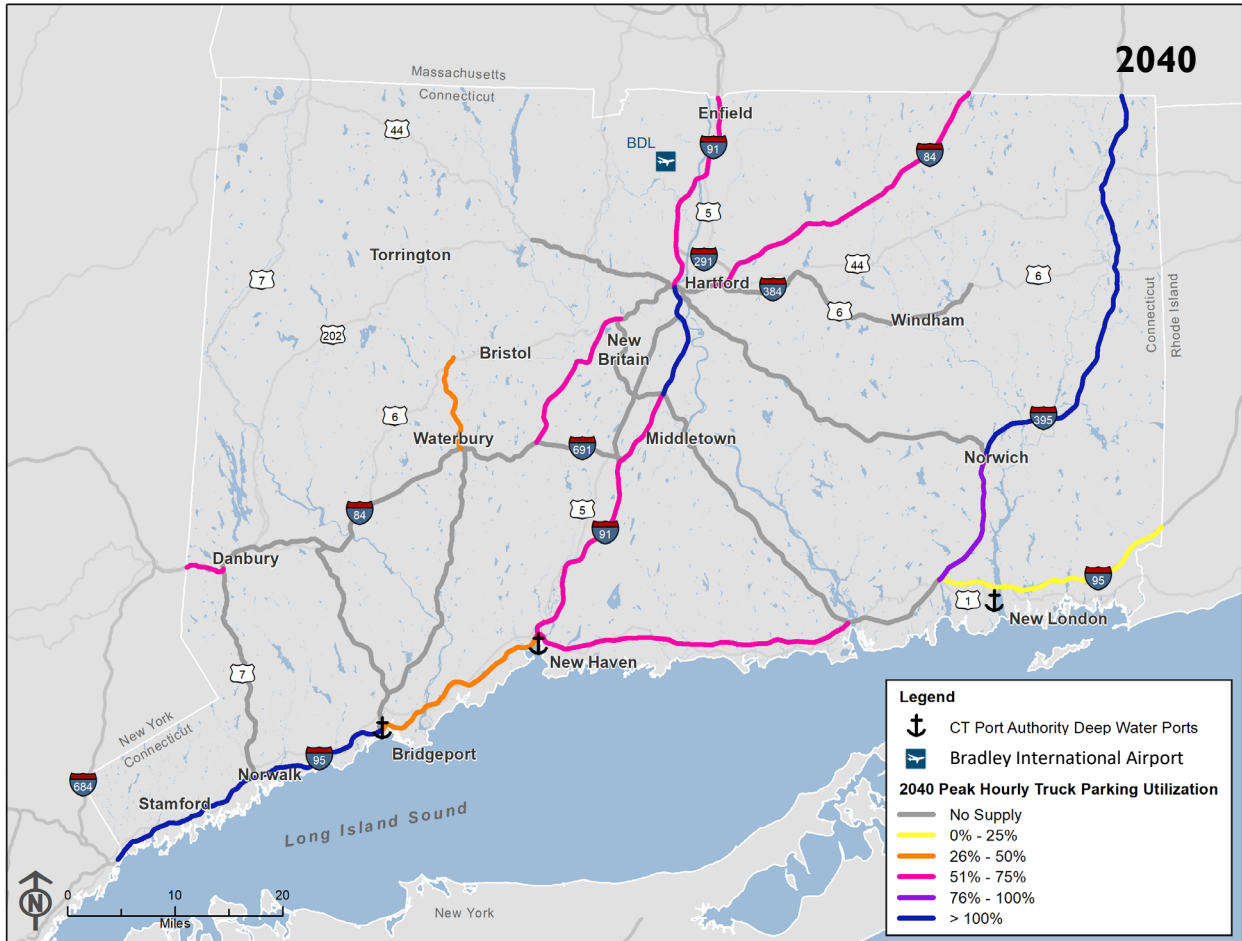 2040
Massachusetts
Connecticut
Enfield
44
BDL
91
84
5
Torrington
291
44
7
Hartford
384
6
6
Windham
Connecticut
Rhode Island
202
New
Britain
Bristol
6
395
Waterbury
691
Middletown
Norwich
84
5
91
Danbury
95
1
New London
New Haven
7
New York
Connecticut
Bridgeport
95
Norwalk
684
Stamford
Long Island Sound
N
0 10 20
Miles
New York
Legend
CT Port Authority Deep Water Ports
Bradley International Airport
2040 Peak Hourly Truck Parking Utilization
No Supply
0% - 25%
26% - 50%
51% - 75%
76% - 100%
> 100%